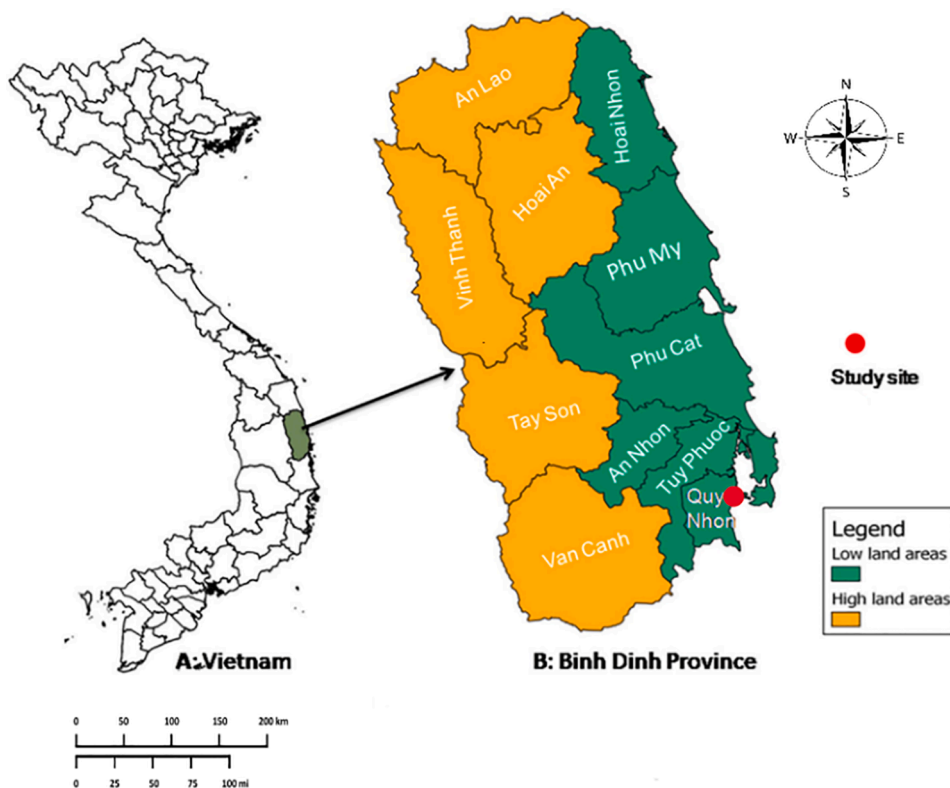 N
W
E
S
An Lao
Hoai Nhon
Hoai An
Vinh Thanh
Phu My
Phu Cat
Study site
Tay Son
An Nhon
Tuy Phuoc
Quy
Nhon
Van Canh
Legend
Low land areas
High land areas
A: Vietnam
B: Binh Dinh Province
0 50 100 150 200 km
0 25 50 75 100 mi